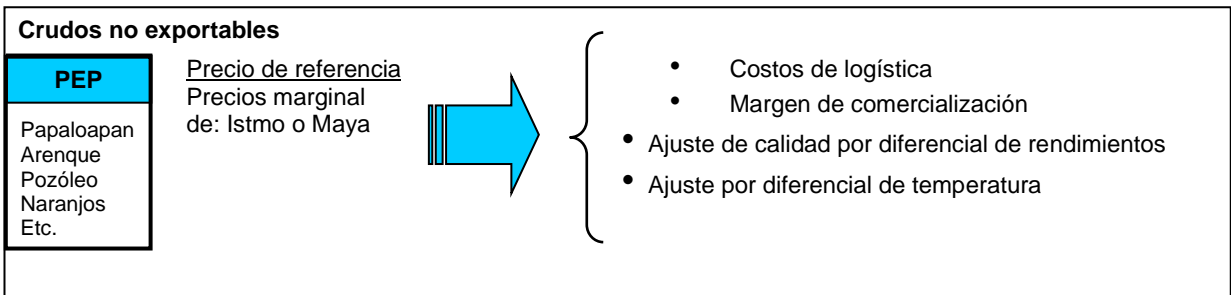 Crudos no exportables
PEP
Papaloapan
Arenque
Pozóleo
Naranjos
Etc.
Precio de referencia
Precios marginal
de: Istmo o Maya
• Costos de logística
• Margen de comercialización
• Ajuste de calidad por diferencial de rendimientos
• Ajuste por diferencial de temperatura